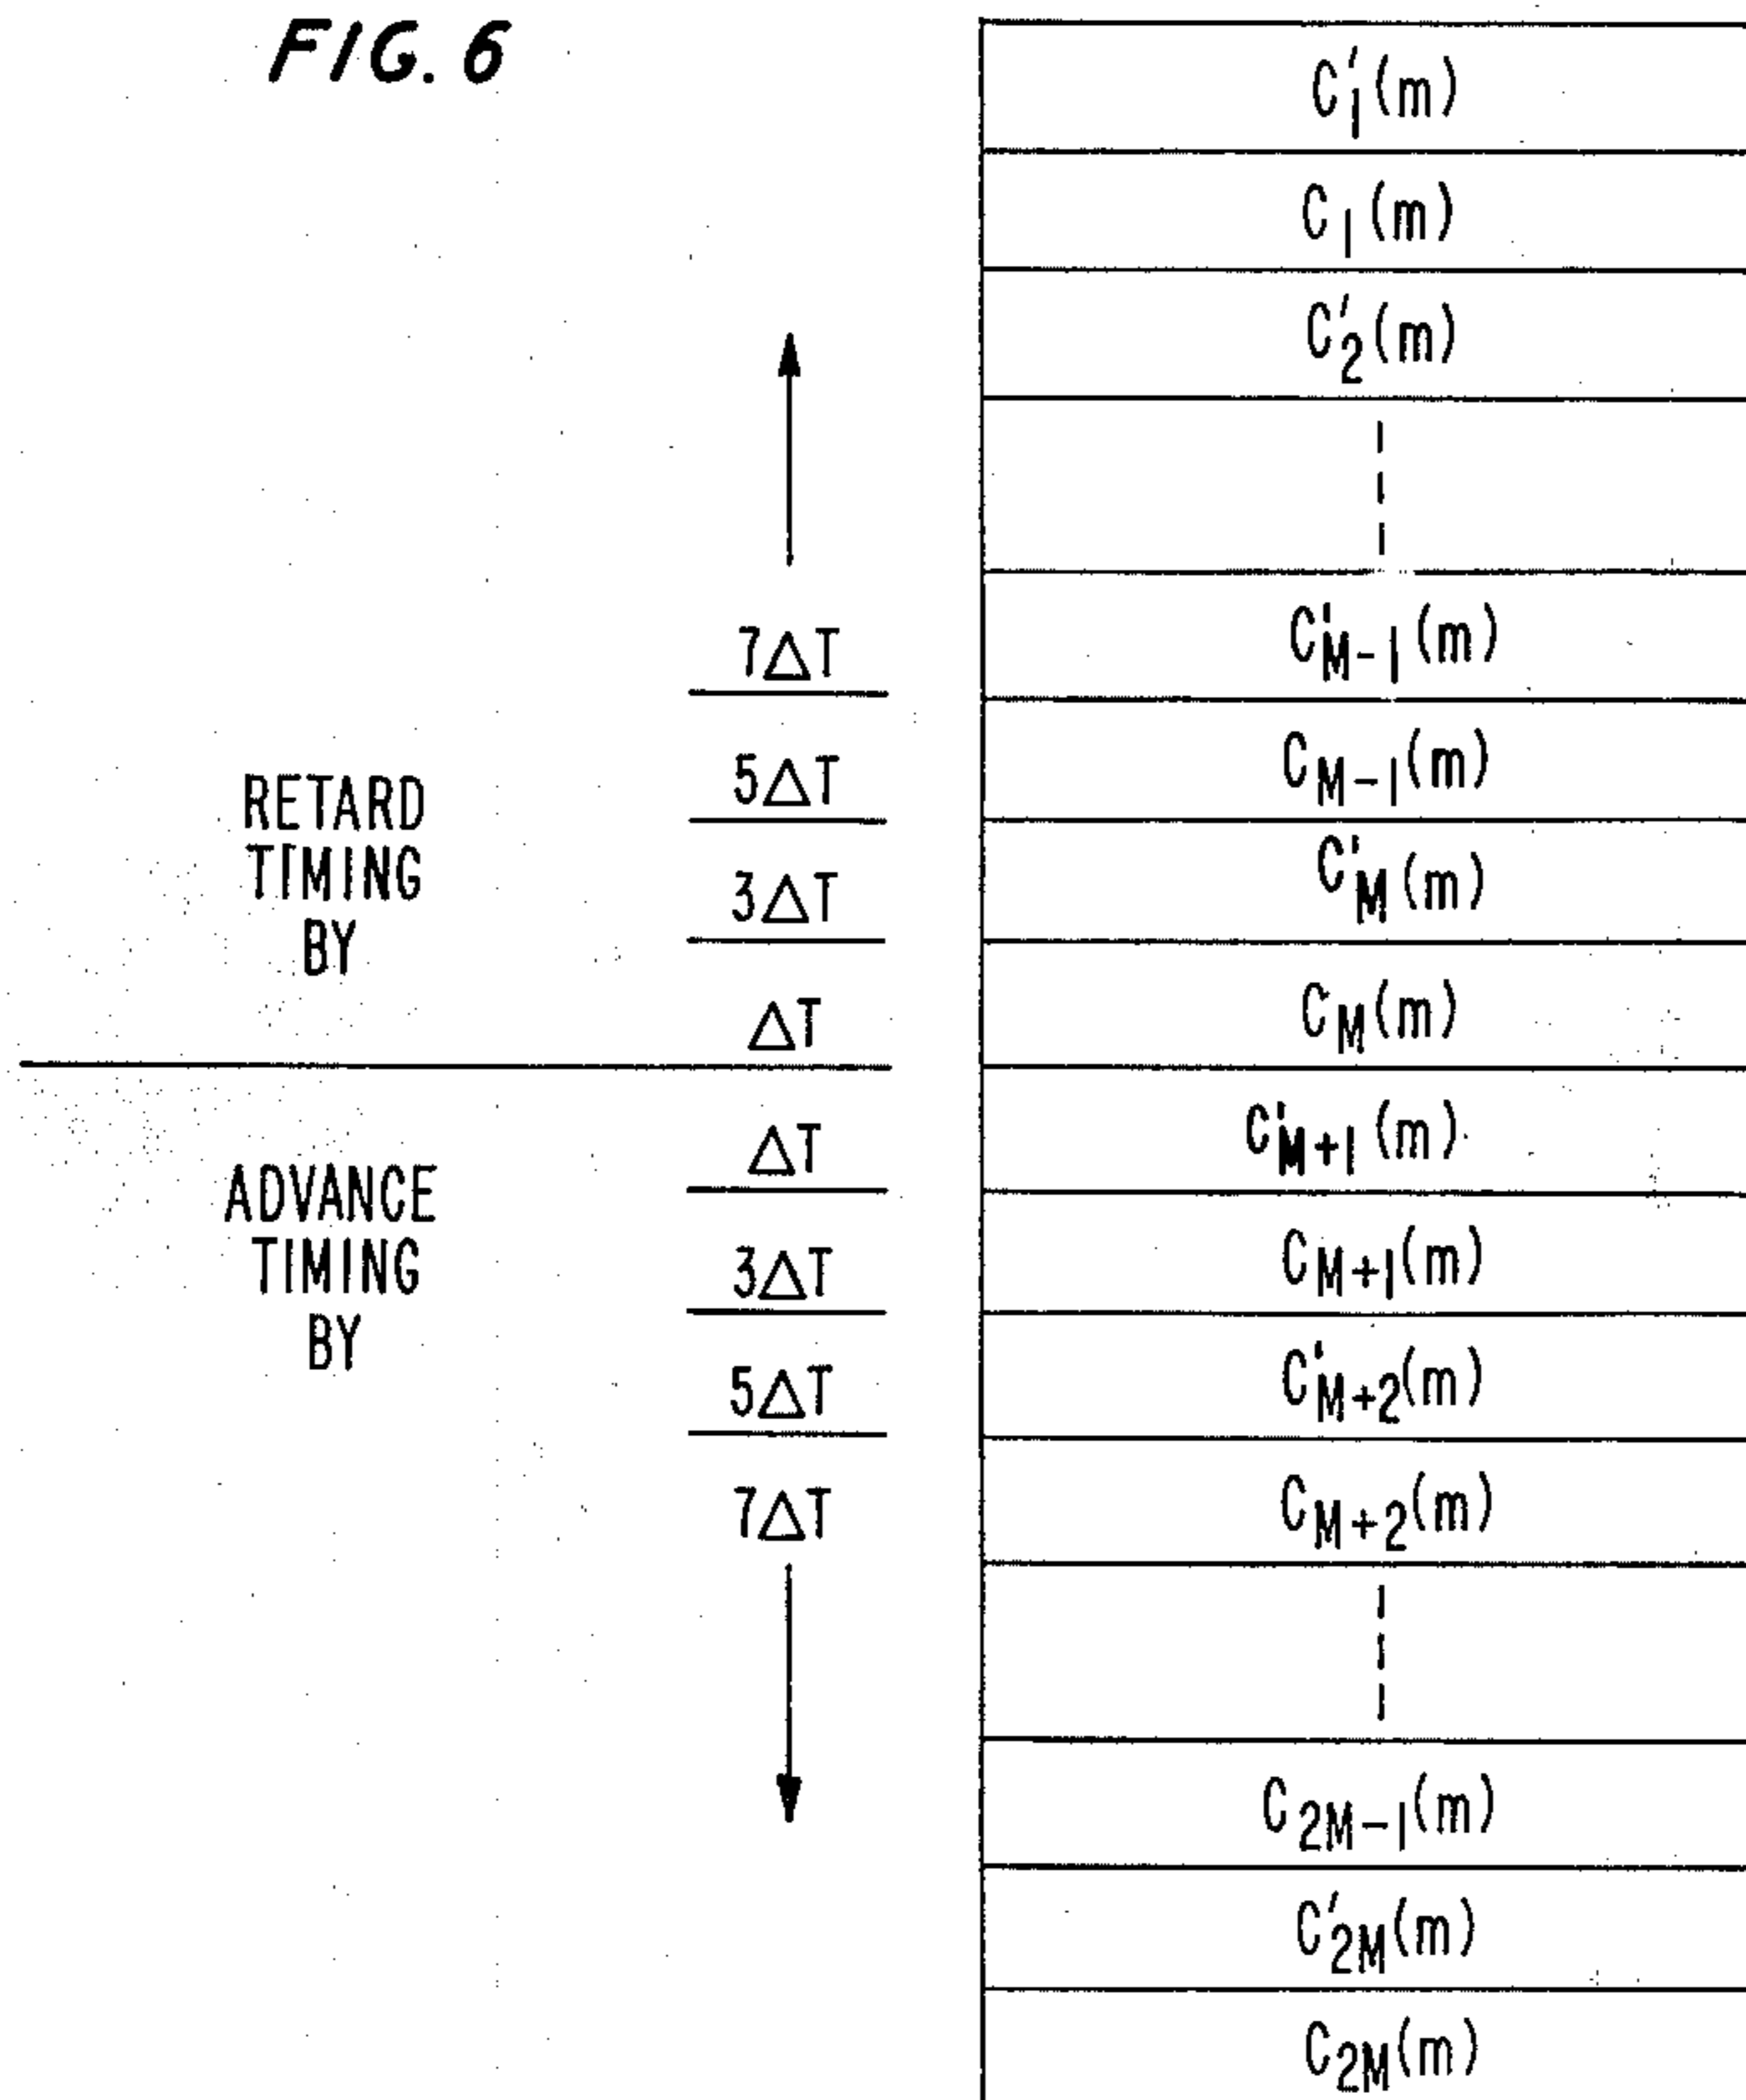 FIG. 6
C'₁(m)
C₁(m)
C'₂(m)
7ΔT C'M-1(m)
5ΔT CM-1(m)
RETARD
TIMING
BY
3ΔT C'M(m)
ΔT CM(m)
ΔT C'M+1(m)
ADVANCE
TIMING
BY
3ΔT CM+1(m)
5ΔT C'M+2(m)
7ΔT CM+2(m)
C2M-1(m)
C'2M(m)
C2M(m)